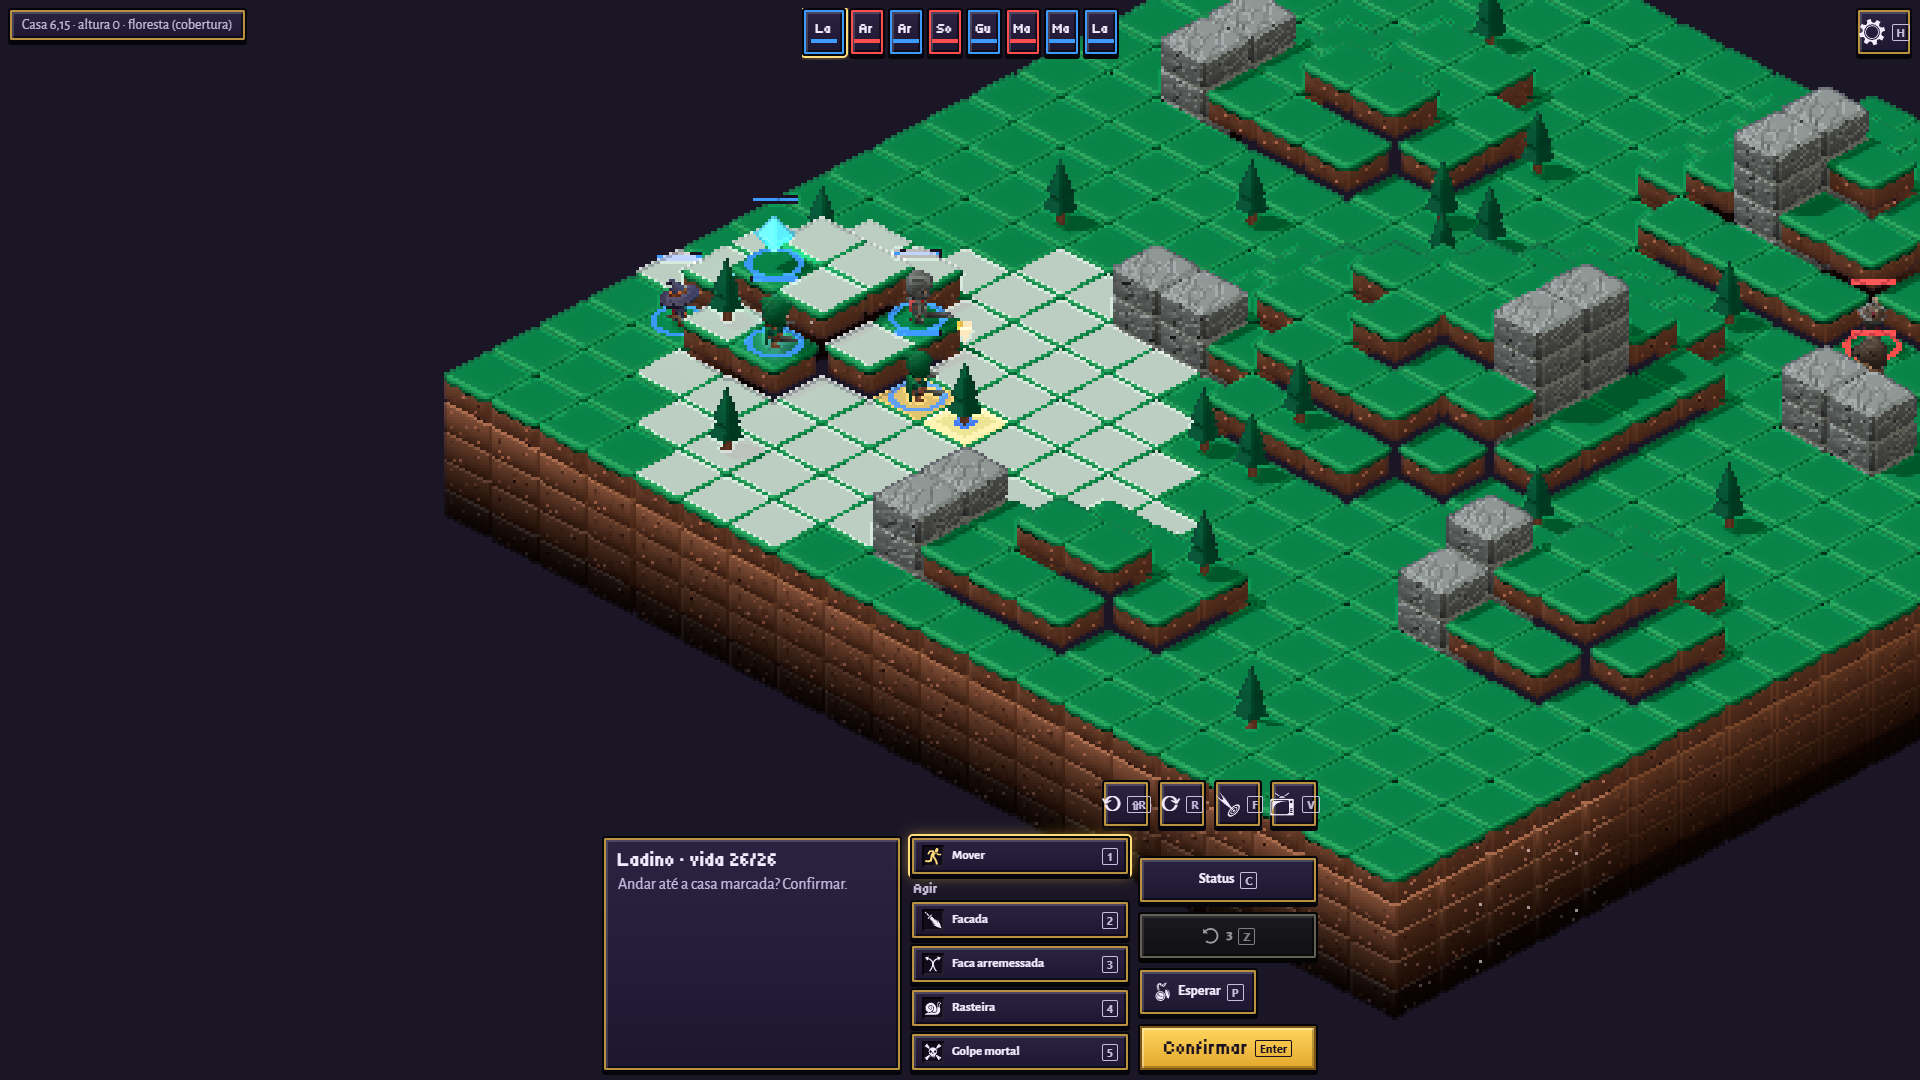 Casa 6,15 · altura 0 · floresta (cobertura)
La Ar Ar So Gu Ma Ma La
H
R R F V
Ladino · vida 26/26
Andar até a casa marcada? Confirmar.
Mover 1
Agir
Facada 2
Faca arremessada 3
Rasteira 4
Golpe mortal 5
Status C
3 Z
Esperar P
Confirmar Enter